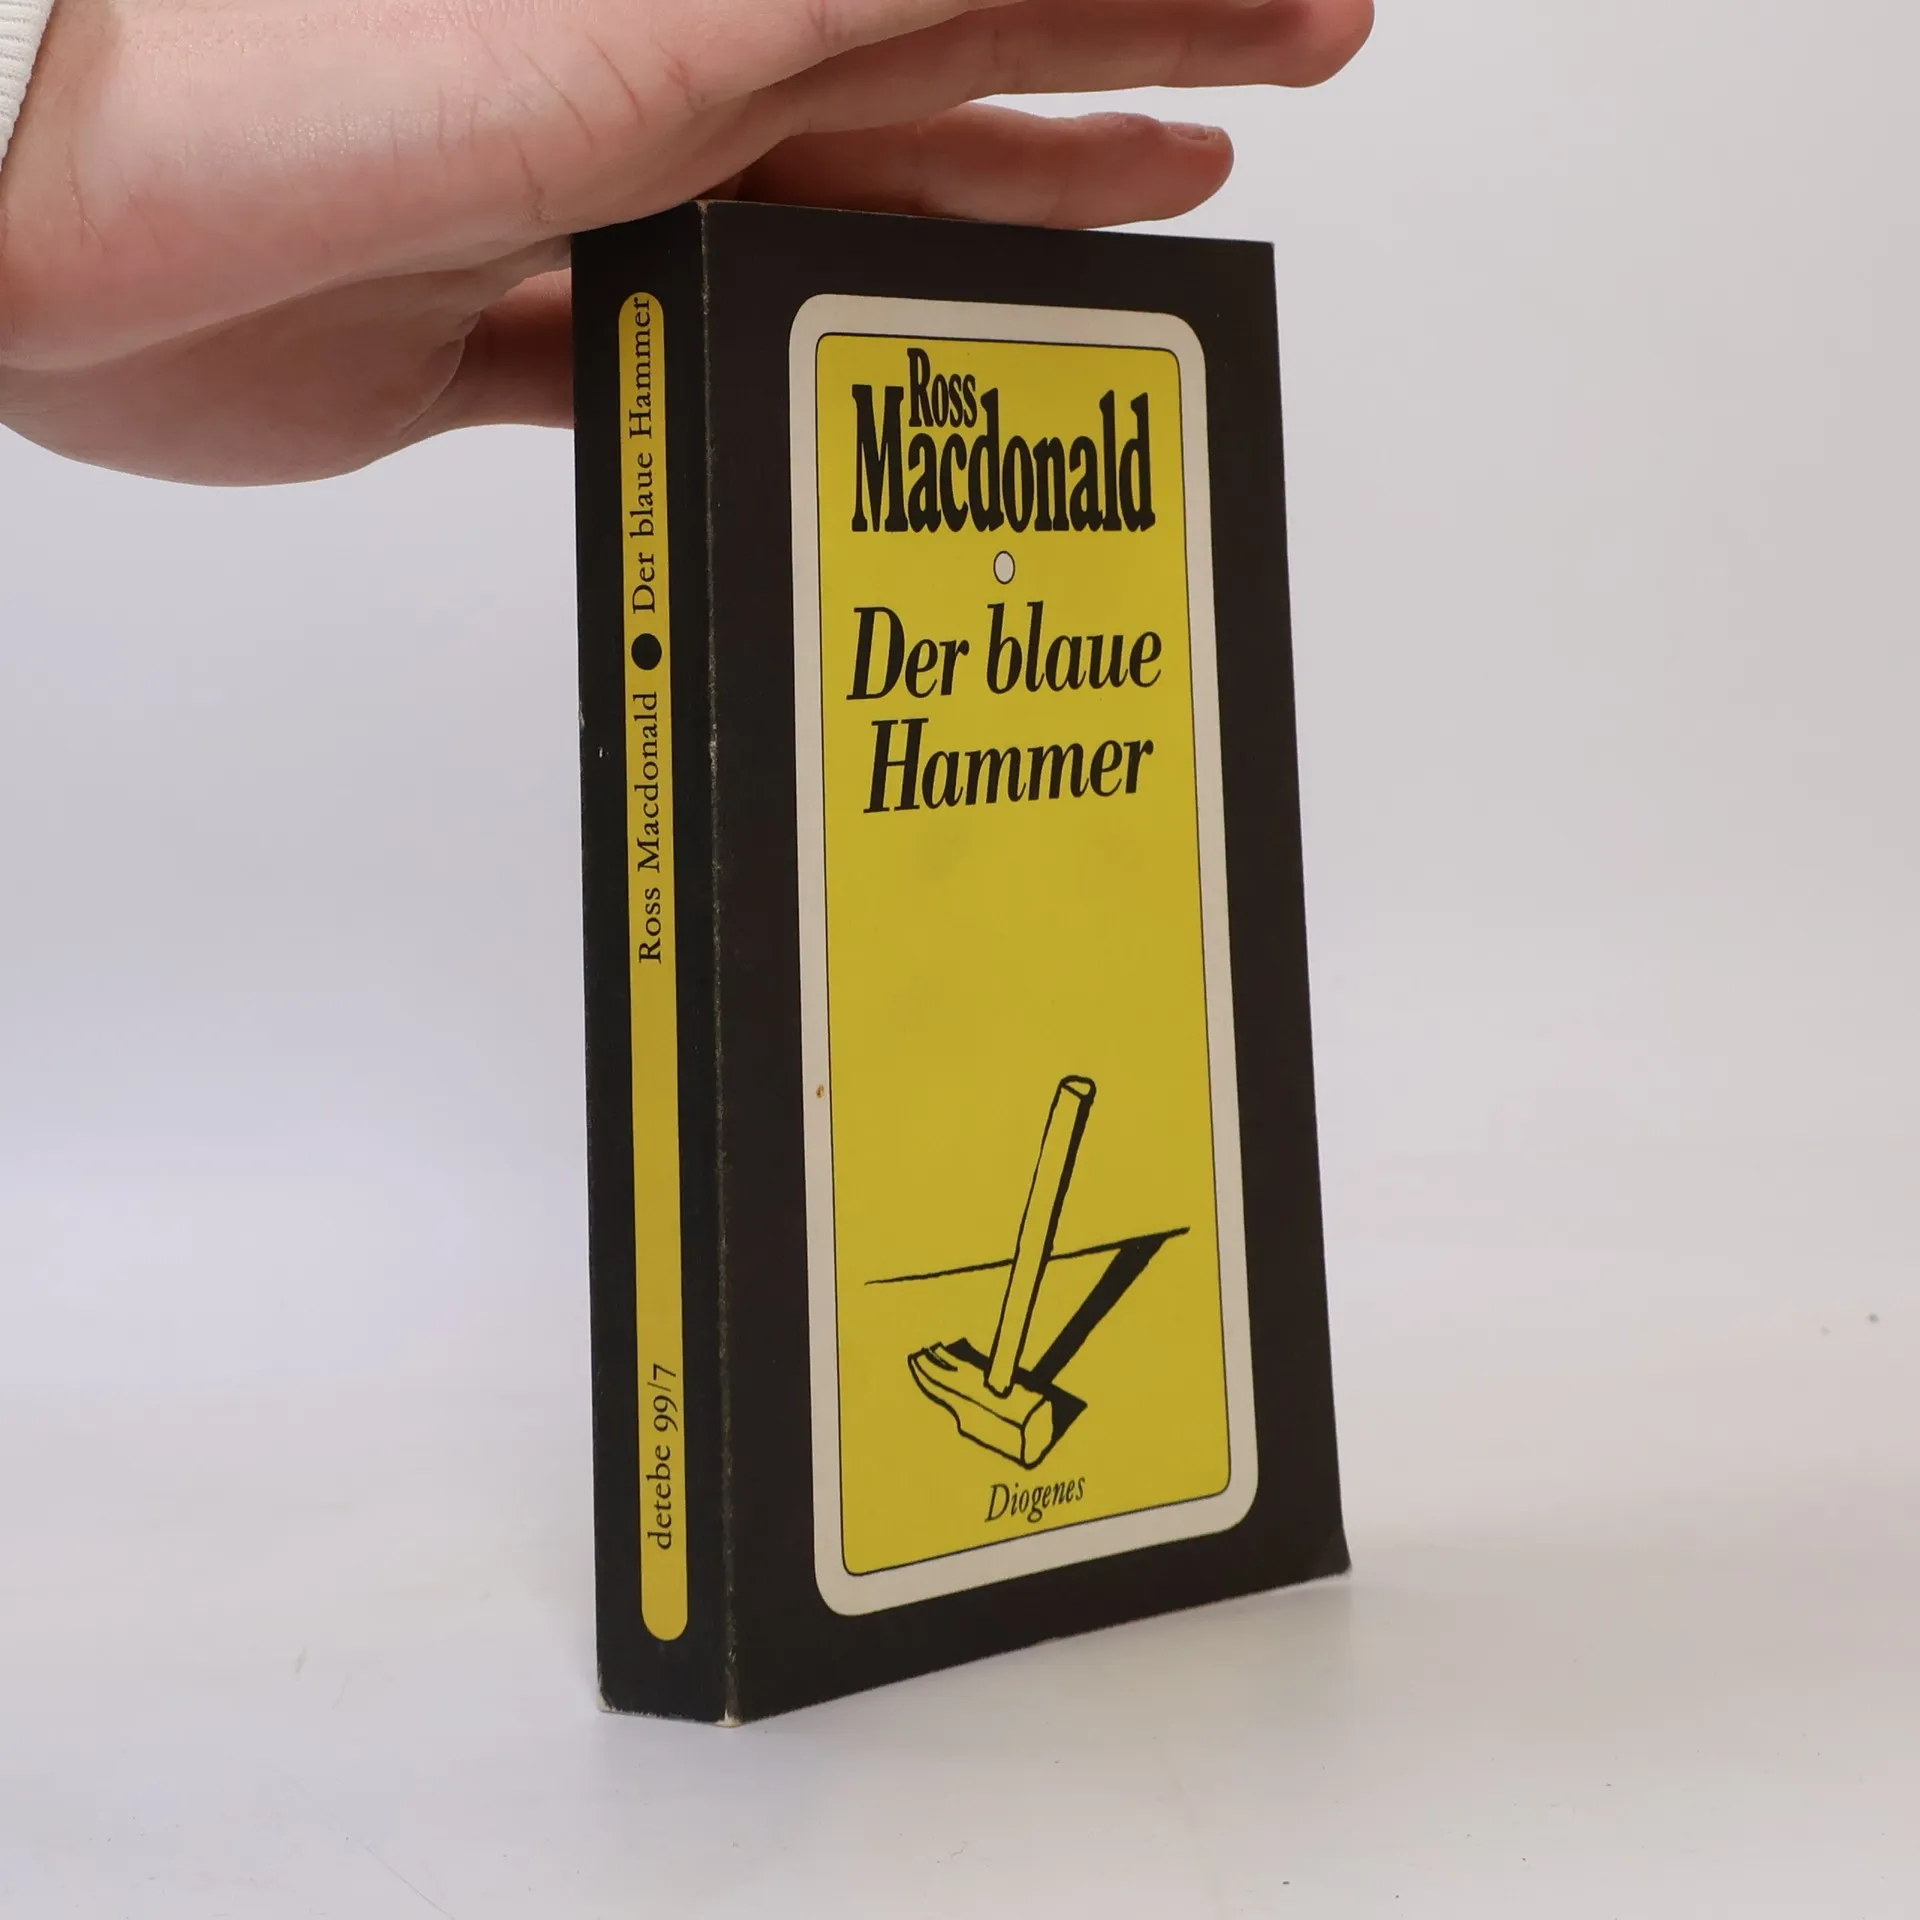 Ross Macdonald ● Der blaue Hammer
detebe 99/7
Ross
Macdonald
Der blaue
Hammer
Diogenes